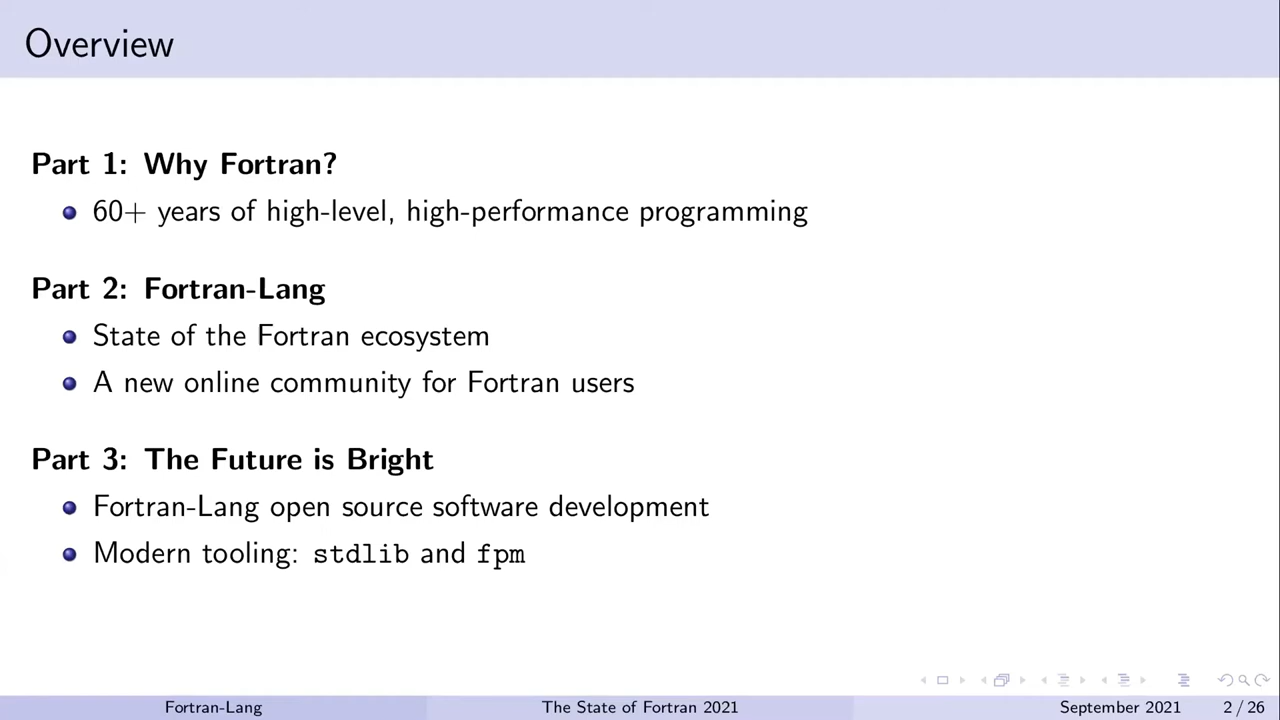 Overview
Part 1: Why Fortran?
60+ years of high-level, high-performance programming
Part 2: Fortran-Lang
State of the Fortran ecosystem
A new online community for Fortran users
Part 3: The Future is Bright
Fortran-Lang open source software development
Modern tooling: stdlib and fpm
Fortran-Lang The State of Fortran 2021 September 2021 2 / 26